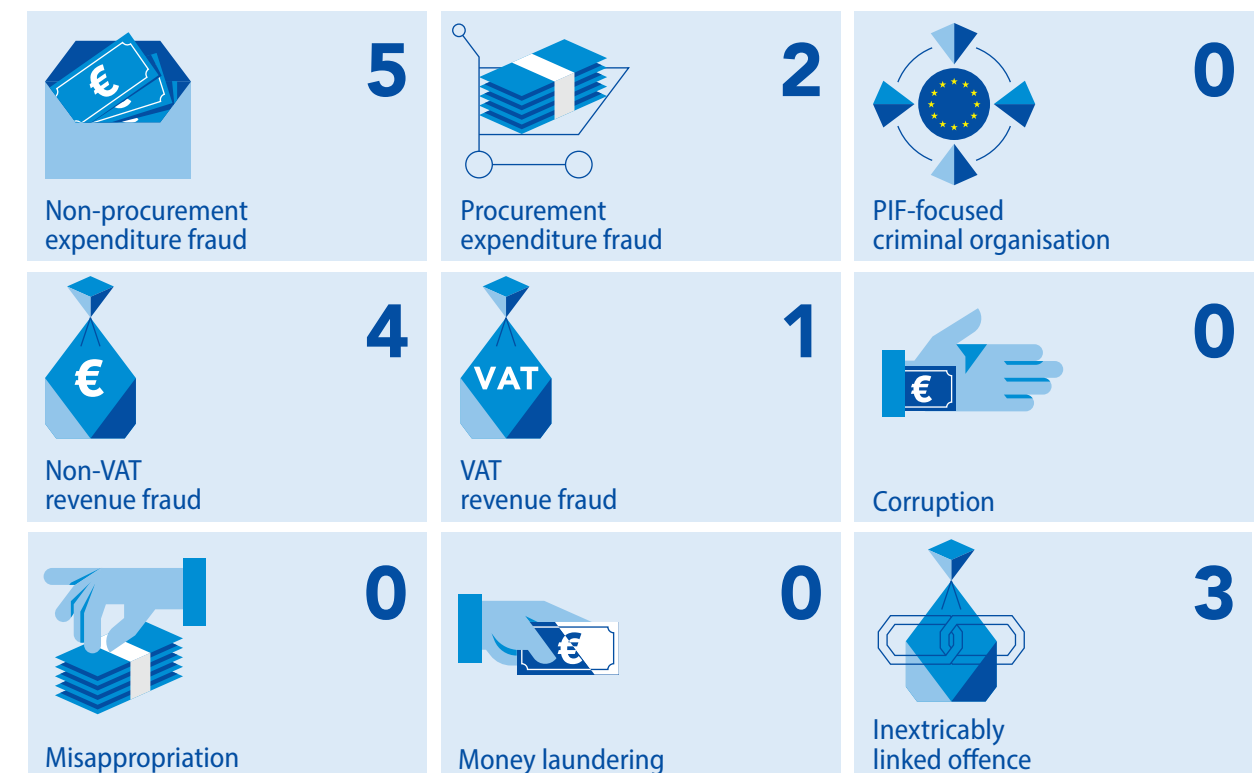 5
€
Non-procurement
expenditure fraud
2
Procurement
expenditure fraud
0
PIF-focused
criminal organisation
4
€
Non-VAT
revenue fraud
1
VAT
VAT
revenue fraud
0
€
Corruption
0
Misappropriation
0
€
Money laundering
3
Inextricably
linked offence